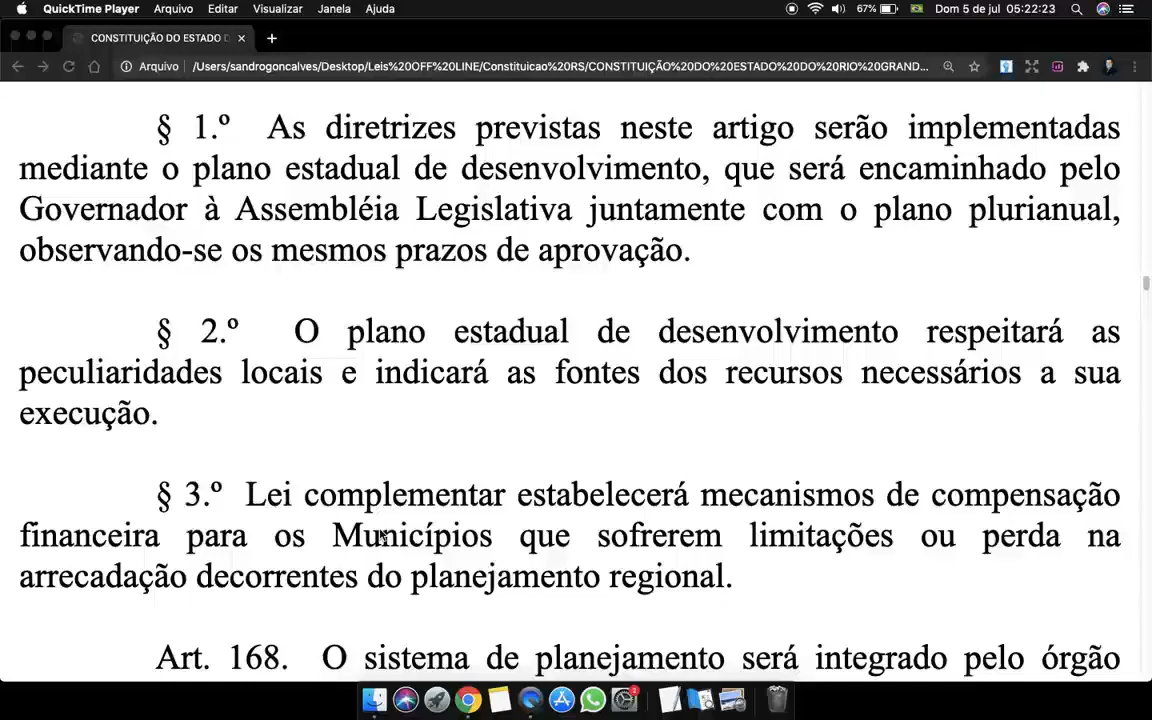 QuickTime Player Arquivo Editar Visualizar Janela Ajuda 67% Dom 5 de jul 05:22:23
CONSTITUIÇÃO DO ESTADO D
Arquivo /Users/sandrogoncalves/Desktop/Leis%20OFF%20LINE/Constituicao%20RS/CONSTITUIÇÃO%20DO%20ESTADO%20DO%20RIO%20GRAND...
§ 1.º As diretrizes previstas neste artigo serão implementadas
mediante o plano estadual de desenvolvimento, que será encaminhado pelo
Governador à Assembléia Legislativa juntamente com o plano plurianual,
observando-se os mesmos prazos de aprovação.
§ 2.º O plano estadual de desenvolvimento respeitará as
peculiaridades locais e indicará as fontes dos recursos necessários a sua
execução.
§ 3.º Lei complementar estabelecerá mecanismos de compensação
financeira para os Municípios que sofrerem limitações ou perda na
arrecadação decorrentes do planejamento regional.
Art. 168. O sistema de planejamento será integrado pelo órgão